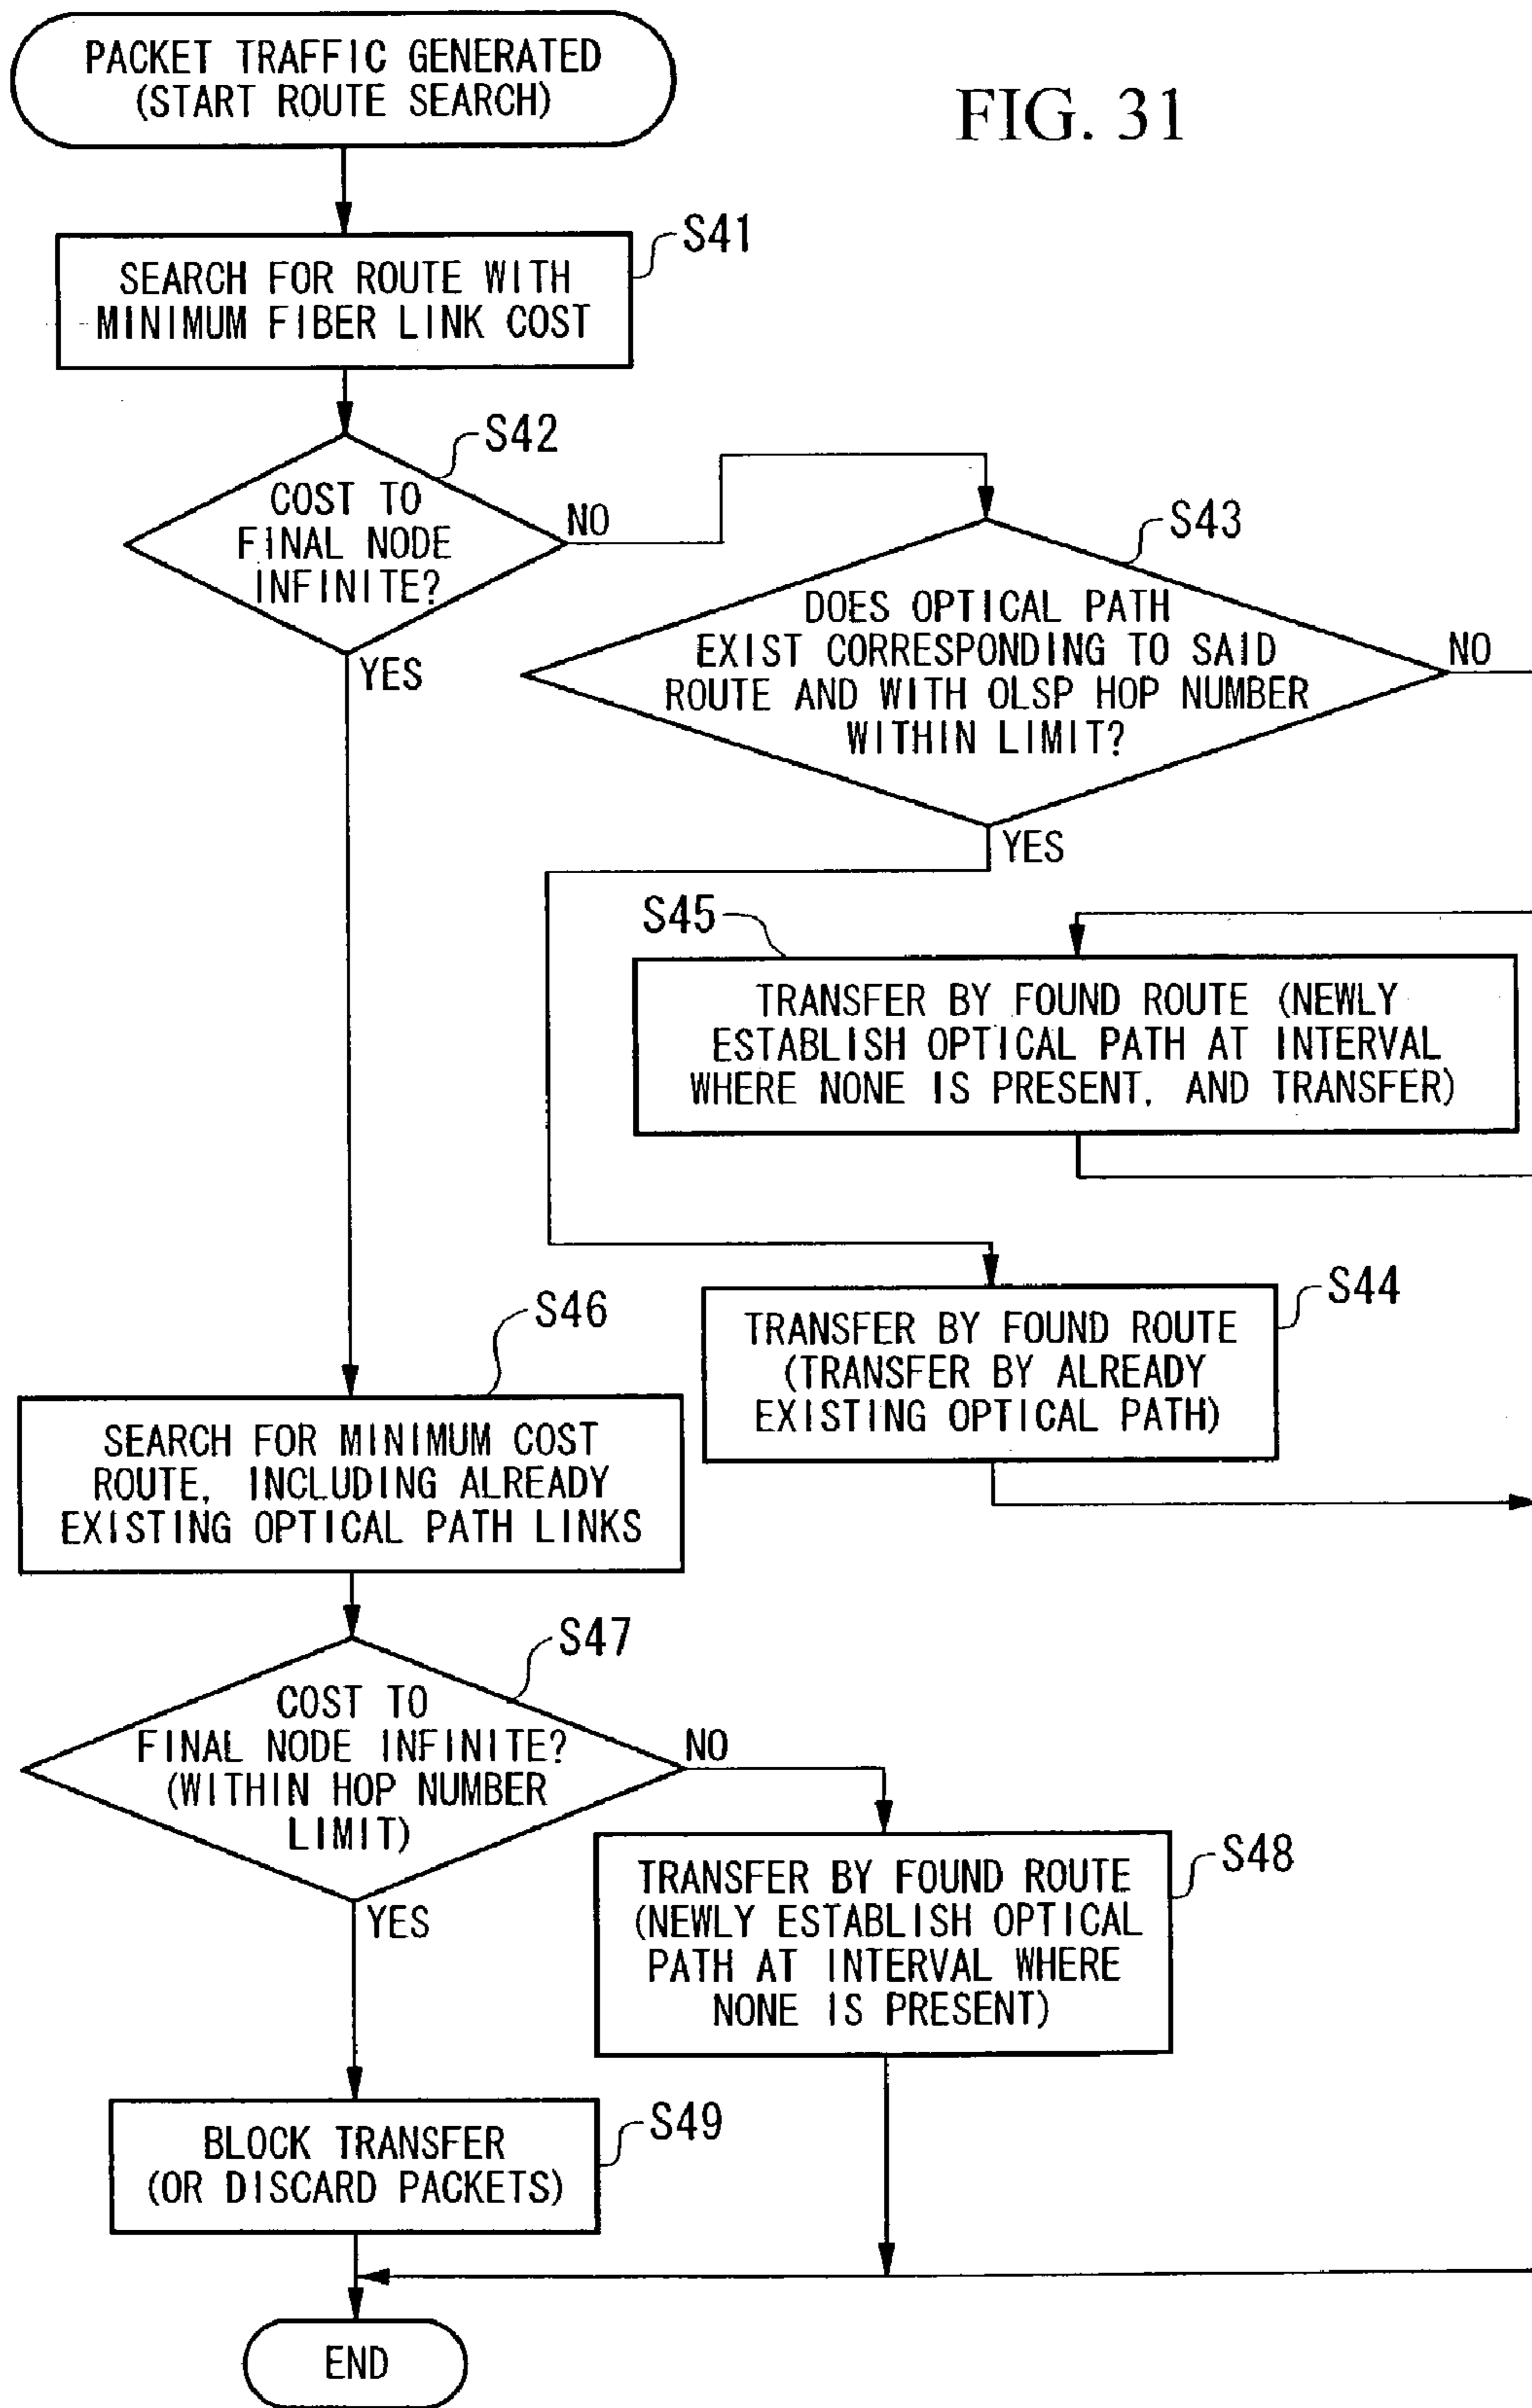 PACKET TRAFFIC GENERATED
(START ROUTE SEARCH)
FIG. 31
S41
SEARCH FOR ROUTE WITH
MINIMUM FIBER LINK COST
S42
COST TO
FINAL NODE
INFINITE?
NO
YES
S43
DOES OPTICAL PATH
EXIST CORRESPONDING TO SAID
ROUTE AND WITH OLSP HOP NUMBER
WITHIN LIMIT?
NO
YES
S45
TRANSFER BY FOUND ROUTE (NEWLY
ESTABLISH OPTICAL PATH AT INTERVAL
WHERE NONE IS PRESENT, AND TRANSFER)
S44
TRANSFER BY FOUND ROUTE
(TRANSFER BY ALREADY
EXISTING OPTICAL PATH)
S46
SEARCH FOR MINIMUM COST
ROUTE, INCLUDING ALREADY
EXISTING OPTICAL PATH LINKS
S47
COST TO
FINAL NODE INFINITE?
(WITHIN HOP NUMBER
LIMIT)
NO
YES
S48
TRANSFER BY FOUND ROUTE
(NEWLY ESTABLISH OPTICAL
PATH AT INTERVAL WHERE
NONE IS PRESENT)
S49
BLOCK TRANSFER
(OR DISCARD PACKETS)
END